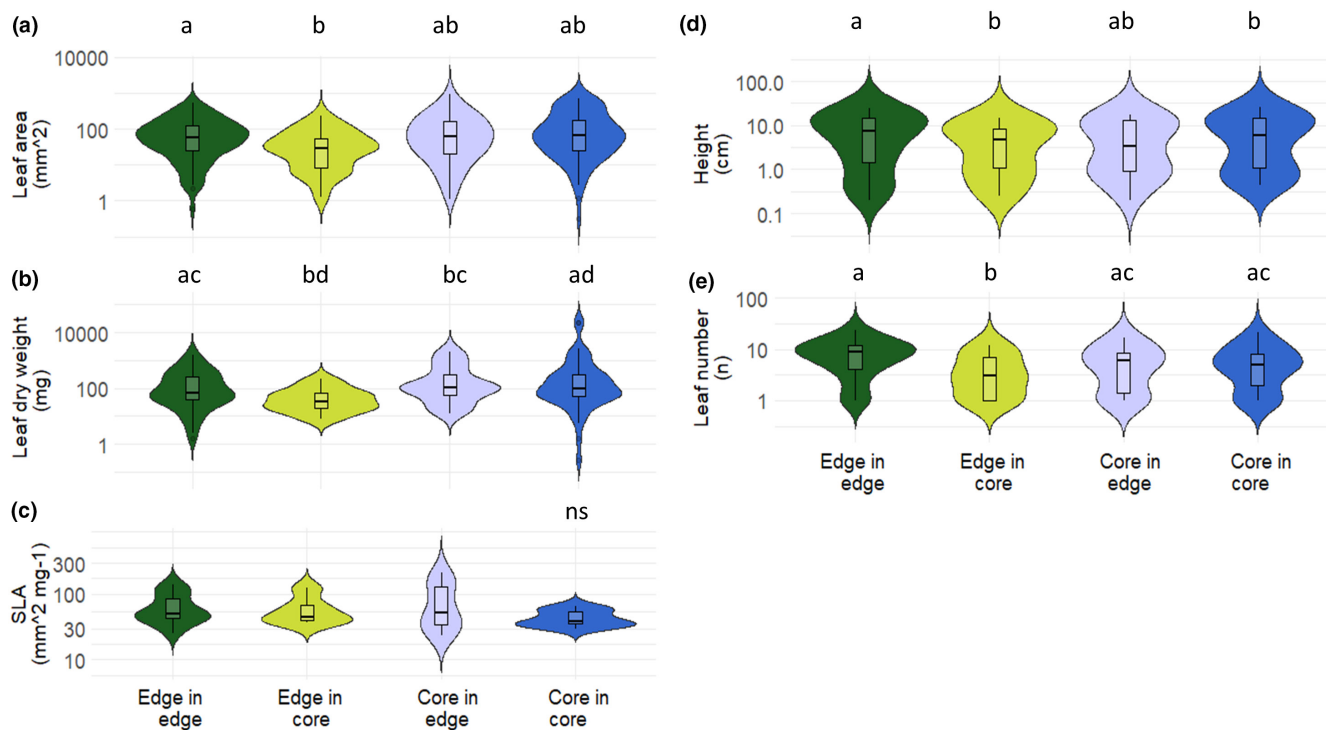 (a)
a b ab ab
10000
100
1
Leaf area
(mm^2)
(b)
ac bd bc ad
10000
100
1
Leaf dry weight
(mg)
(c)
ns
300
100
30
10
SLA
(mm^2 mg-1)
Edge in Edge in Core in Core in
edge core edge core
(d)
a b ab b
100.0
10.0
1.0
0.1
Height
(cm)
(e)
a b ac ac
100
10
1
Leaf number
(n)
Edge in Edge in Core in Core in
edge core edge core